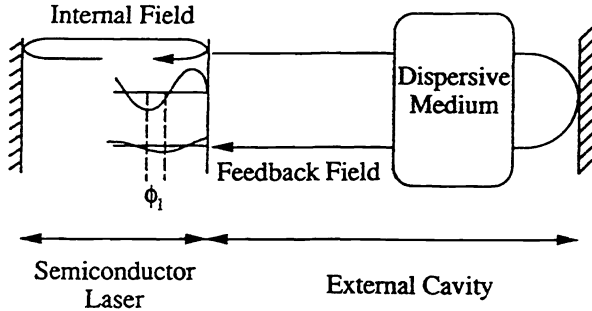 Internal Field
Dispersive
Medium
Feedback Field
ϕ₁
Semiconductor
Laser
External Cavity